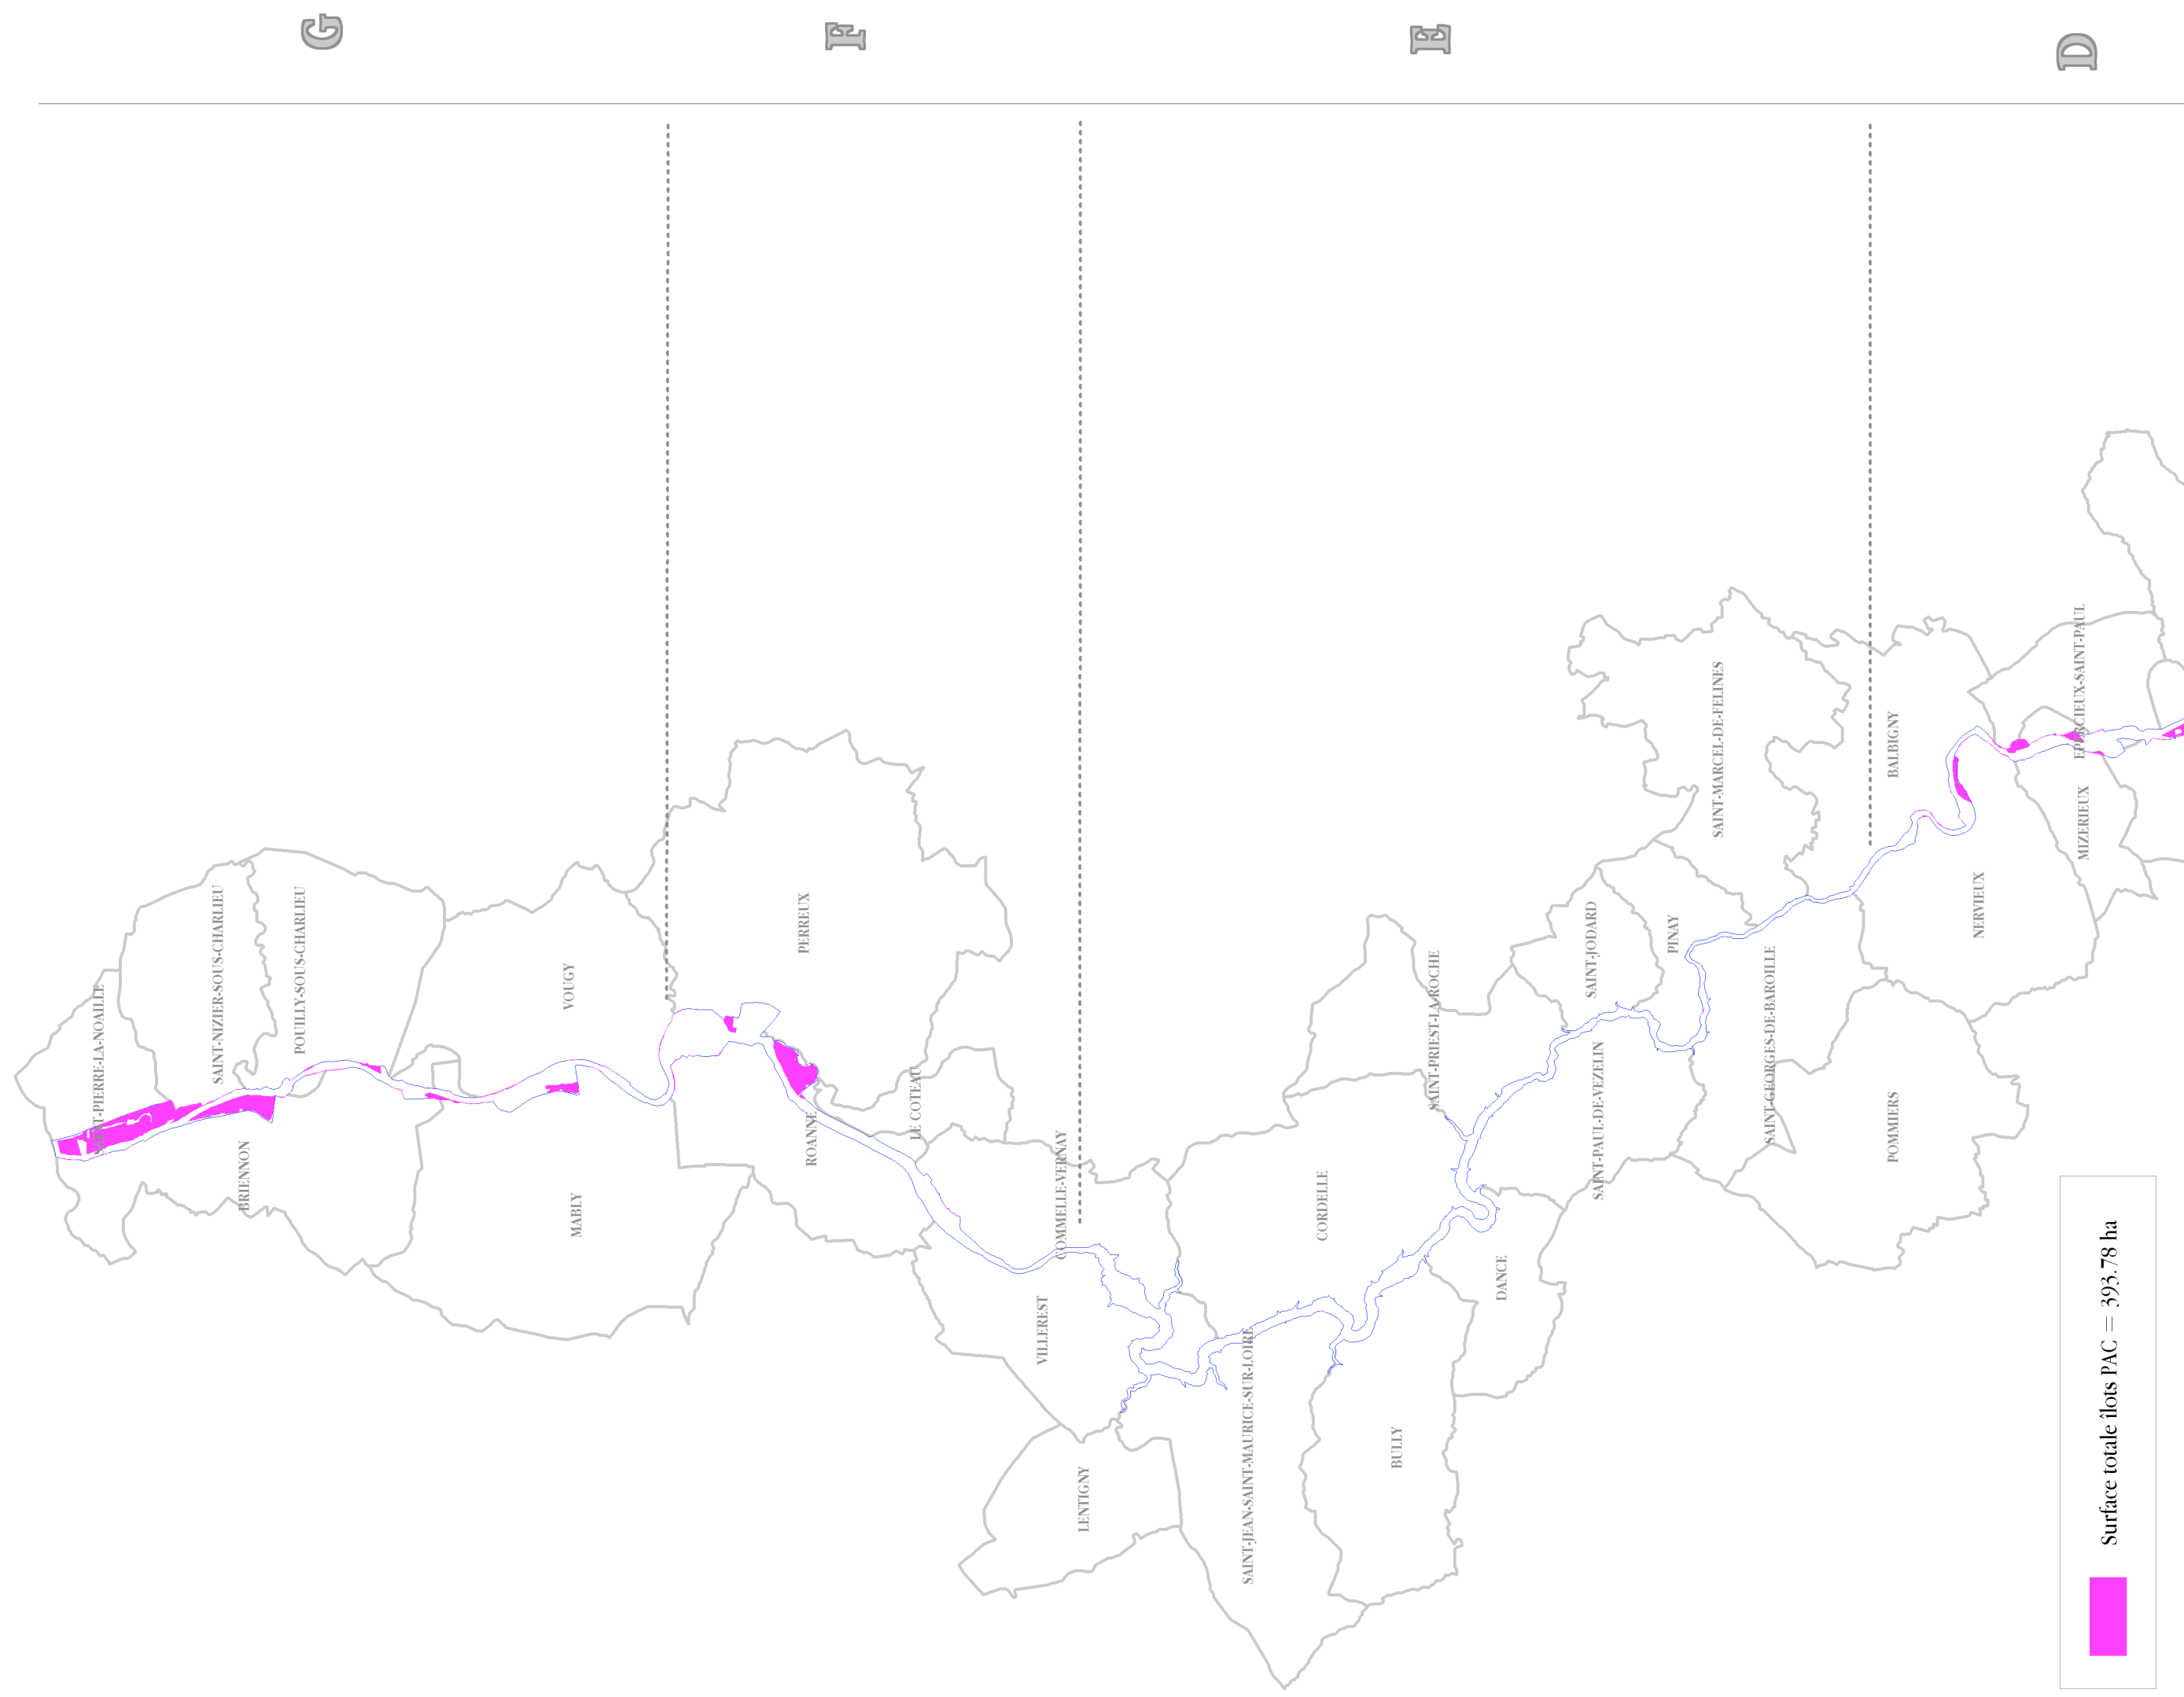 G
F
E
D
SAINT-PIERRE-LA-NOAILLE
SAINT-NIZIER-SOUS-CHARLIEU
POUILLY-SOUS-CHARLIEU
BRIENNON
VOUGY
MABLY
PERREUX
ROANNE
LE COTEAU
COMMELLE-VERNAY
VILLEREST
LENTIGNY
SAINT-JEAN-SAINT-MAURICE-SUR-LOIRE
CORDELLE
BULLY
SAINT-PRIEST-LA-ROCHE
DANCE
SAINT-JODARD
SAINT-PAUL-DE-VEZELIN
PINAY
SAINT-MARCEL-DE-FELINES
SAINT-GEORGES-DE-BAROILLE
POMMIERS
BALBIGNY
NERVIEUX
EPERCIEUX-SAINT-PAUL
MIZERIEUX
Surface totale îlots PAC = 393.78 ha